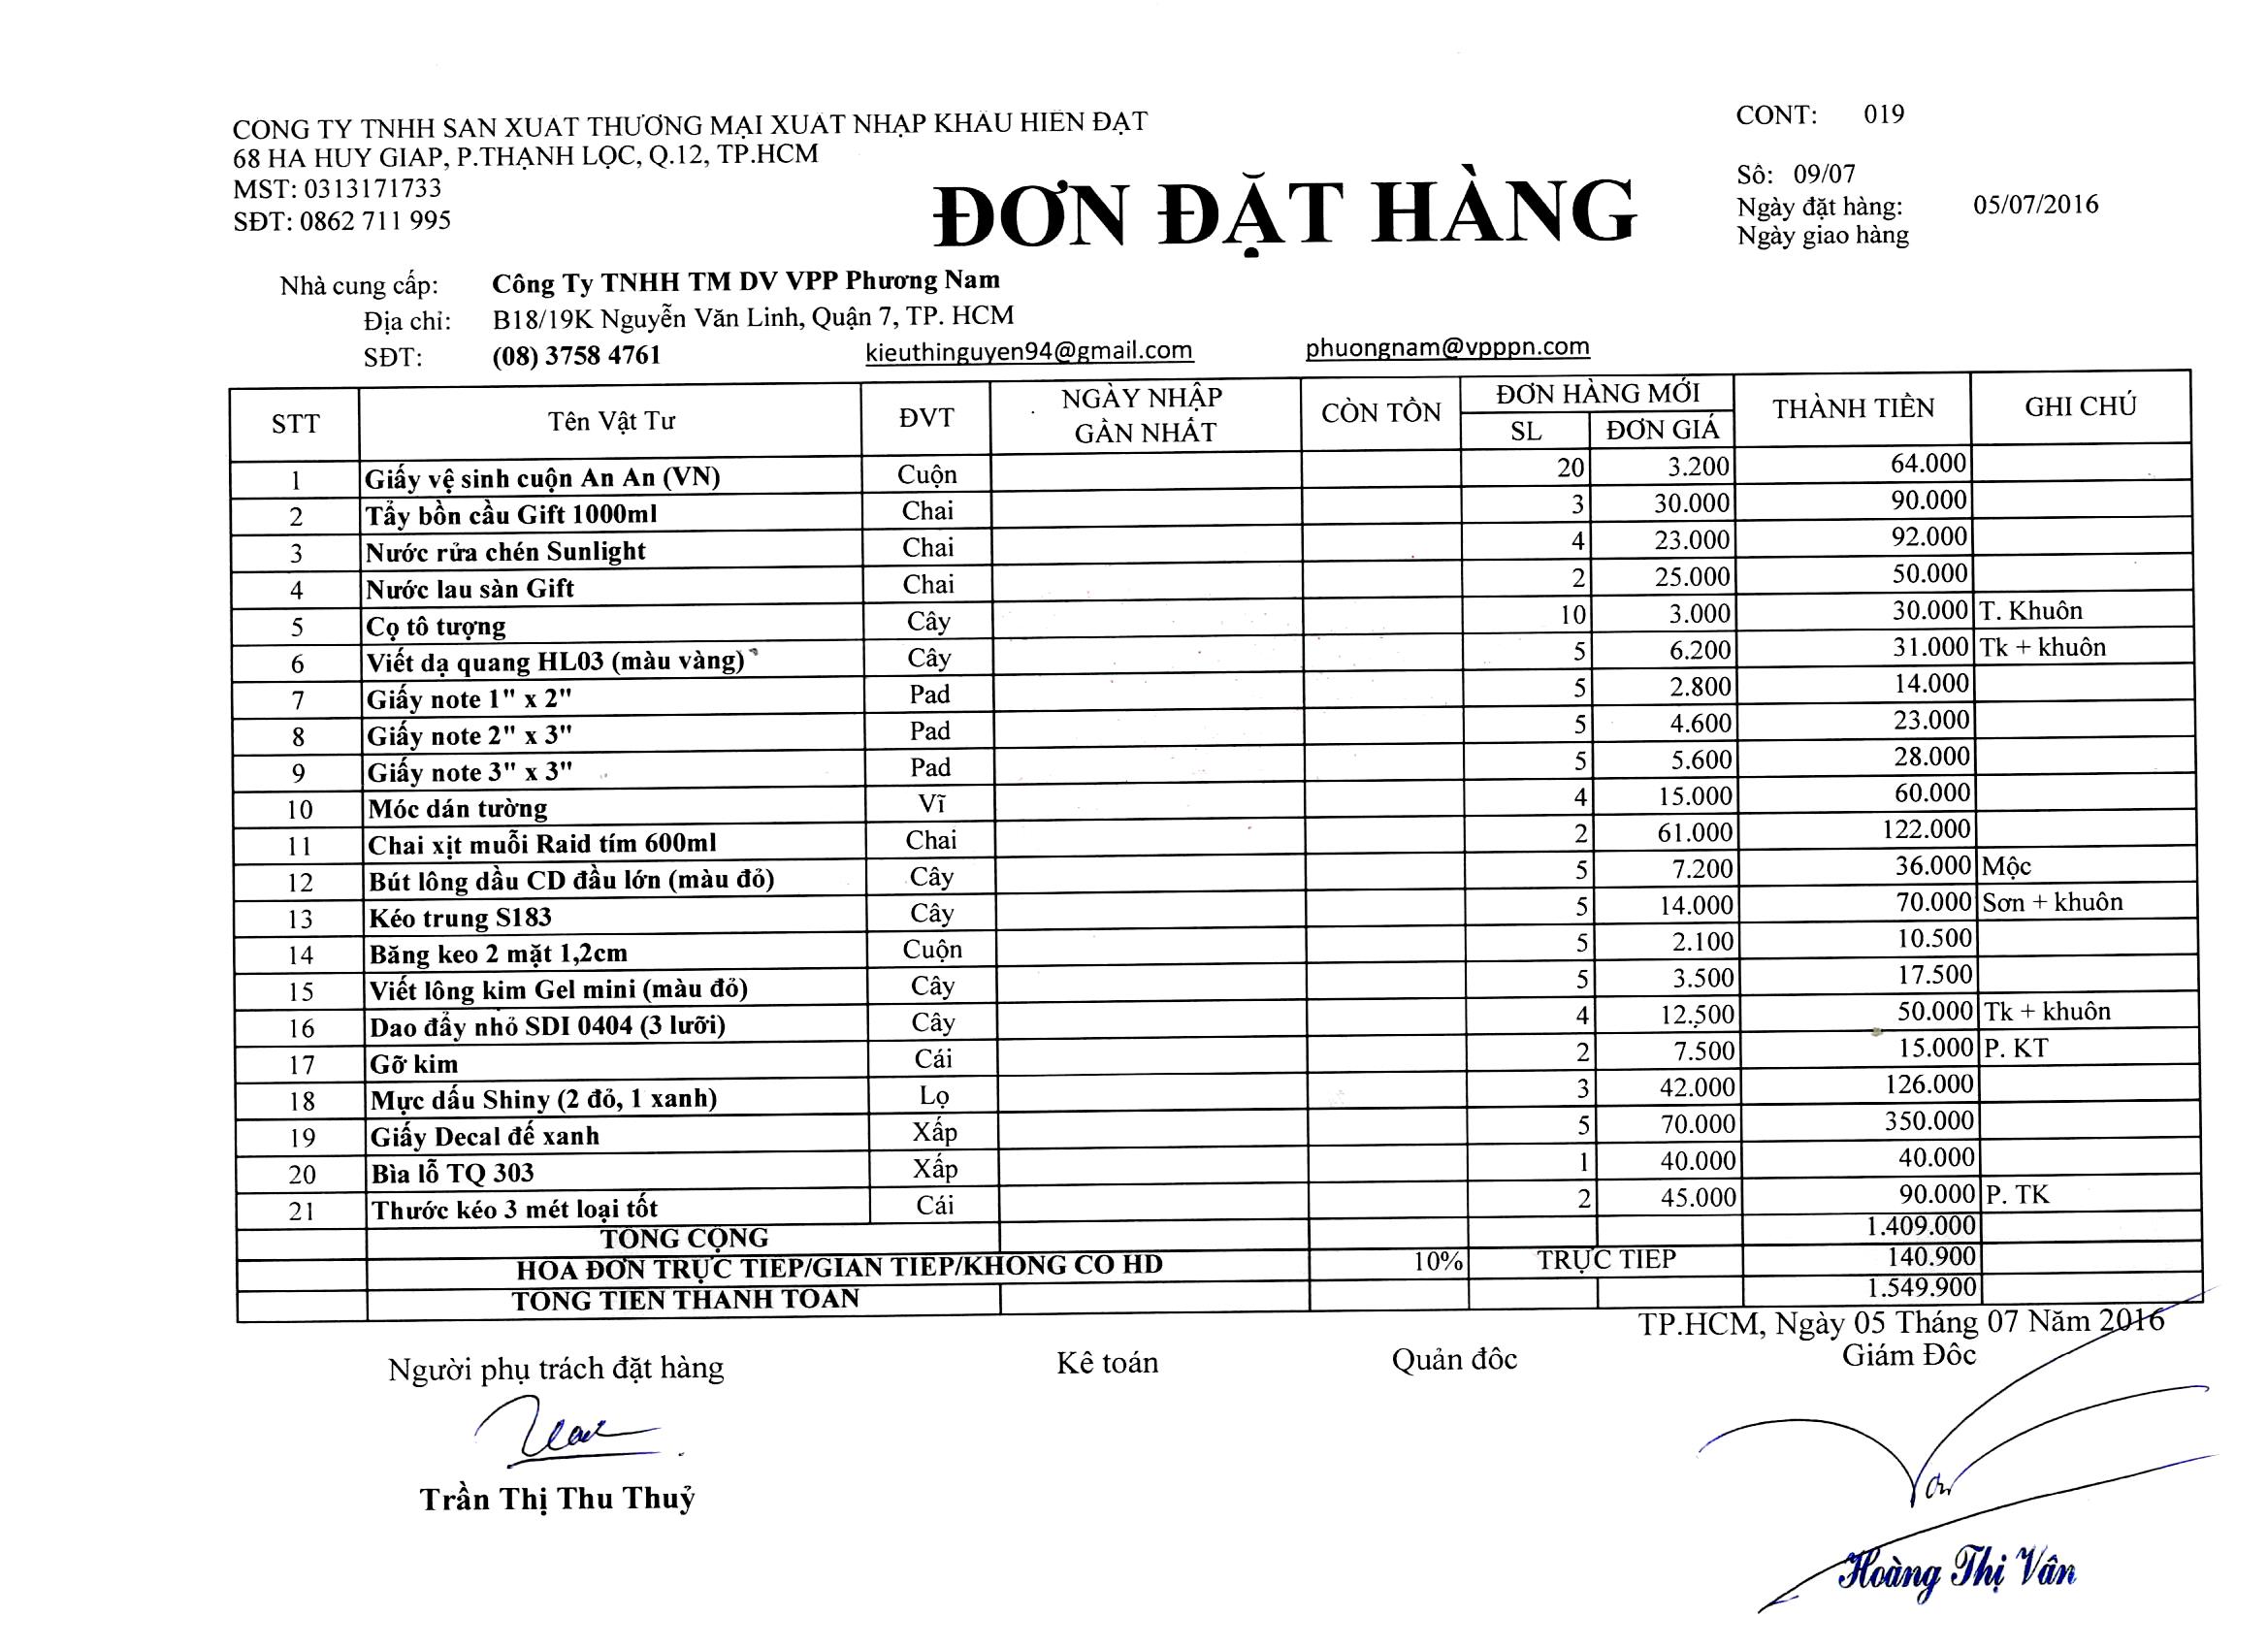 CÔNG TY TNHH SẢN XUẤT THƯƠNG MẠI XUẤT NHẬP KHẨU HIỂN ĐẠT
68 HA HUY GIAP, P.THẠNH LỘC, Q.12, TP.HCM
MST: 0313171733
SĐT: 0862 711 995
CONT: 019
Số: 09/07
Ngày đặt hàng: 05/07/2016
Ngày giao hàng
ĐƠN ĐẶT HÀNG
Nhà cung cấp: Công Ty TNHH TM DV VPP Phương Nam
Địa chỉ: B18/19K Nguyễn Văn Linh, Quận 7, TP. HCM
SĐT: (08) 3758 4761 kieuthinguyen94@gmail.com phuongnam@vpppn.com
STT Tên Vật Tư ĐVT NGÀY NHẬP GẦN NHẤT CÒN TỒN ĐƠN HÀNG MỚI THÀNH TIỀN GHI CHÚ
SL ĐƠN GIÁ
1 Giấy vệ sinh cuộn An An (VN) Cuộn 20 3.200 64.000
2 Tẩy bồn cầu Gift 1000ml Chai 3 30.000 90.000
3 Nước rửa chén Sunlight Chai 4 23.000 92.000
4 Nước lau sàn Gift Chai 2 25.000 50.000
5 Cọ tô tượng Cây 10 3.000 30.000 T. Khuôn
6 Viết dạ quang HL03 (màu vàng) Cây 5 6.200 31.000 Tk + khuôn
7 Giấy note 1" x 2" Pad 5 2.800 14.000
8 Giấy note 2" x 3" Pad 5 4.600 23.000
9 Giấy note 3" x 3" Pad 5 5.600 28.000
10 Móc dán tường Vĩ 4 15.000 60.000
11 Chai xịt muỗi Raid tím 600ml Chai 2 61.000 122.000
12 Bút lông dầu CD đầu lớn (màu đỏ) Cây 5 7.200 36.000 Mộc
13 Kéo trung S183 Cây 5 14.000 70.000 Sơn + khuôn
14 Băng keo 2 mặt 1,2cm Cuộn 5 2.100 10.500
15 Viết lông kim Gel mini (màu đỏ) Cây 5 3.500 17.500
16 Dao đẩy nhỏ SDI 0404 (3 lưỡi) Cây 4 12.500 50.000 Tk + khuôn
17 Gỡ kim Cái 2 7.500 15.000 P. KT
18 Mực dấu Shiny (2 đỏ, 1 xanh) Lọ 3 42.000 126.000
19 Giấy Decal đế xanh Xấp 5 70.000 350.000
20 Bìa lỗ TQ 303 Xấp 1 40.000 40.000
21 Thước kéo 3 mét loại tốt Cái 2 45.000 90.000 P. TK
TỔNG CỘNG 1.409.000
HÓA ĐƠN TRỰC TIẾP/GIÁN TIẾP/KHÔNG CÓ HD 10% TRỰC TIẾP 140.900
TỔNG TIỀN THANH TOÁN 1.549.900
TP.HCM, Ngày 05 Tháng 07 Năm 2016
Người phụ trách đặt hàng Kế toán Quản đốc Giám Đốc
Trần Thị Thu Thuỷ
Hoàng Thị Vân